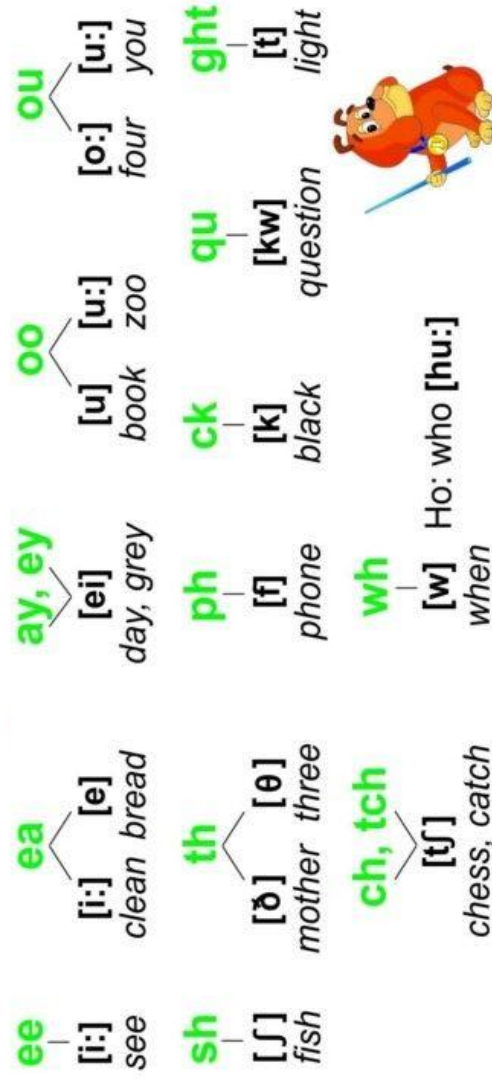 ee ea ay, ey oo ou
[i:] [i:] [e] [ei] [u] [u:] [o:] [u:]
see clean bread day, grey book zoo four you
sh th ph ck qu ght
[ʃ] [ð] [θ] [f] [k] [kw] [t]
fish mother three phone black question light
ch, tch wh
[tʃ] [w] Но: who [hu:]
chess, catch when